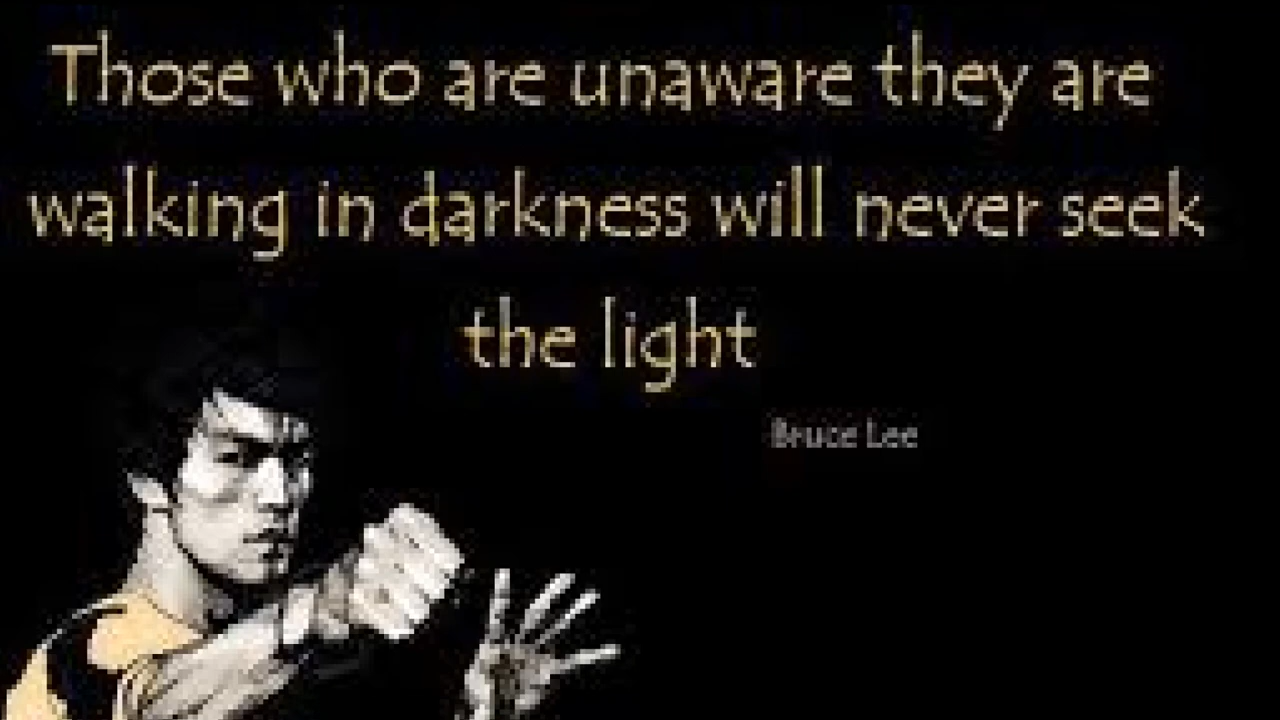 Those who are unaware they are
walking in darkness will never seek
the light
Bruce Lee